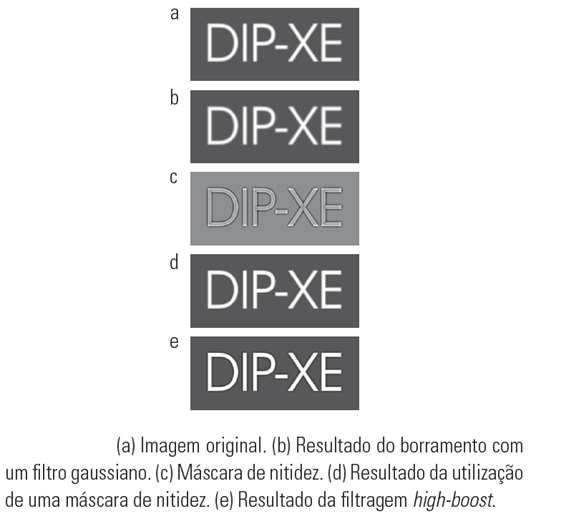 a
DIP-XE
b
DIP-XE
c
DIP-XE
d
DIP-XE
e
DIP-XE
(a) Imagem original. (b) Resultado do borramento com
um filtro gaussiano. (c) Máscara de nitidez. (d) Resultado da utilização
de uma máscara de nitidez. (e) Resultado da filtragem high-boost.